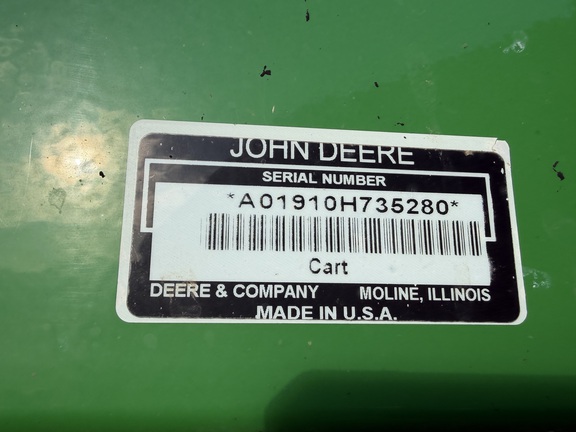 JOHN DEERE
SERIAL NUMBER
*A01910H735280*
Cart
DEERE & COMPANY MOLINE, ILLINOIS
MADE IN U.S.A.